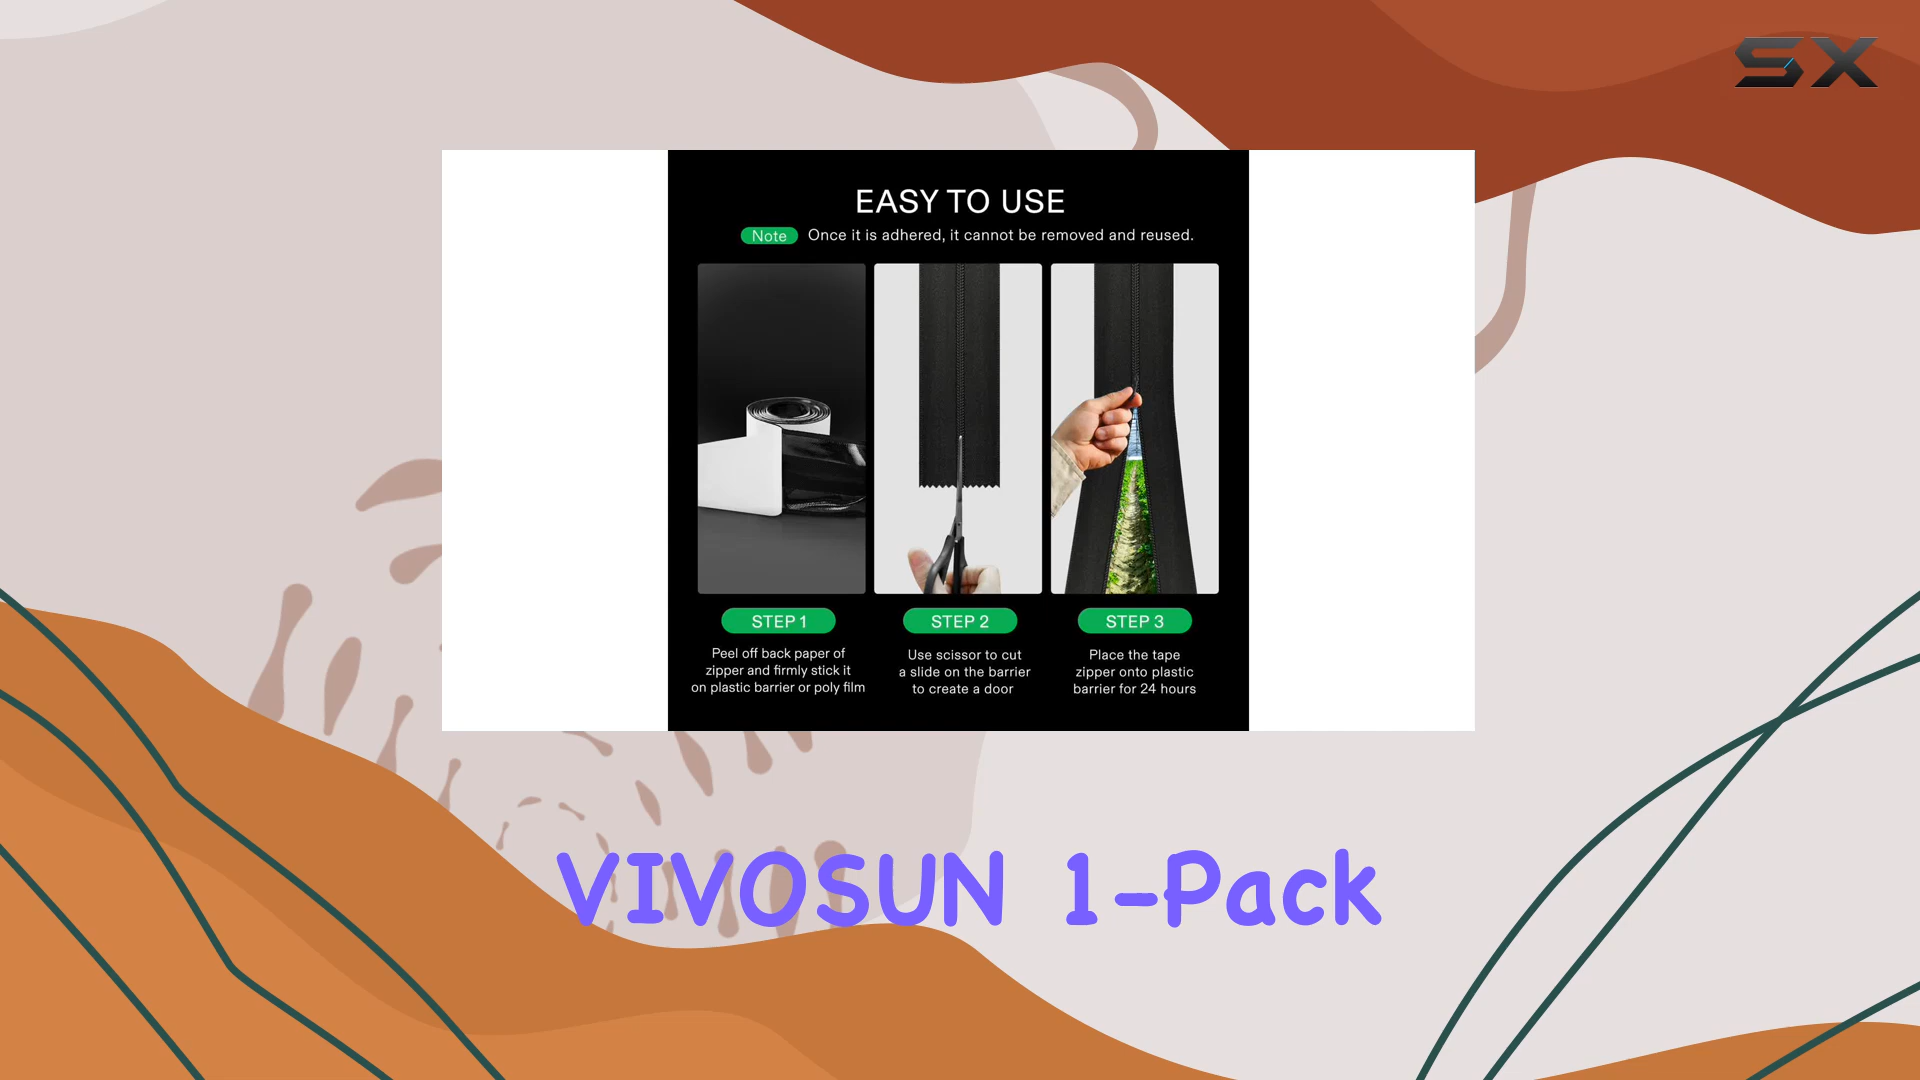 SX
EASY TO USE
Note Once it is adhered, it cannot be removed and reused.
STEP 1
Peel off back paper of
zipper and firmly stick it
on plastic barrier or poly film
STEP 2
Use scissor to cut
a slide on the barrier
to create a door
STEP 3
Place the tape
zipper onto plastic
barrier for 24 hours
VIVOSUN 1-Pack